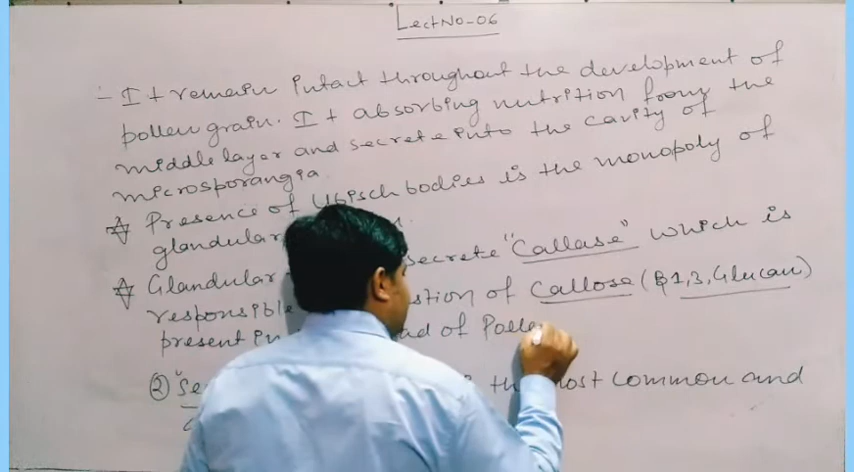 Lect No-06
- It remain intact throughout the development of
pollen grain. It absorbing nutrition from the
middle layer and secrete into the cavity of
microsporangia
Presence of Ubisch bodies is the monopoly of
glandular
Glandular secrete "Callase" which is
responsible stion of Callose (β1,3, Glucan)
present in ad of Polle
② "Se the most common and